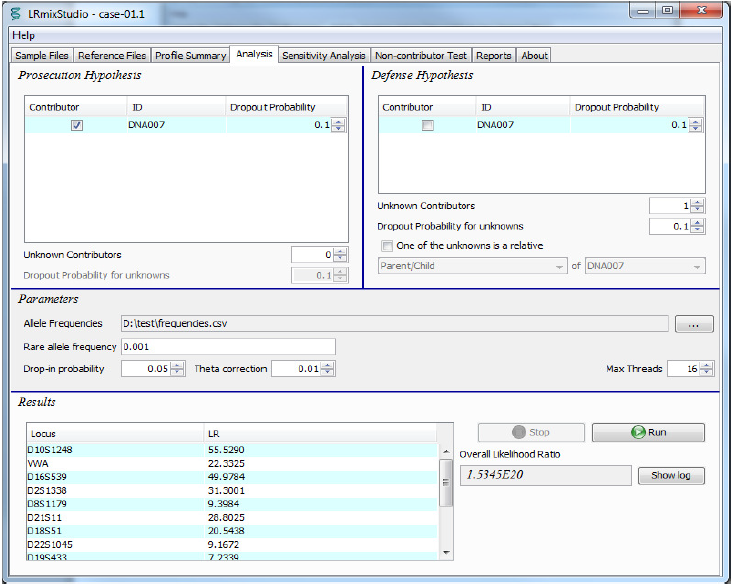 LRmixStudio - case-01.1
Help
Sample Files Reference Files Profile Summary Analysis Sensitivity Analysis Non-contributor Test Reports About
Prosecution Hypothesis
Contributor ID Dropout Probability
DNA007 0.1
Unknown Contributors 0
Dropout Probability for unknowns 0.1
Defense Hypothesis
Contributor ID Dropout Probability
DNA007 0.1
Unknown Contributors 1
Dropout Probability for unknowns 0.1
One of the unknowns is a relative
Parent/Child of DNA007
Parameters
Allele Frequencies D:\test\frequencies.csv ...
Rare allele frequency 0.001
Drop-in probability 0.05 Theta correction 0.01 Max Threads 16
Results
Locus LR
D10S1248 55.5290
VWA 22.3325
D16S539 49.9784
D2S1338 31.3001
D8S1179 9.3984
D21S11 28.8025
D18S51 20.5438
D22S1045 9.1672
D19S433 7.2339
Stop Run
Overall Likelihood Ratio
1.5345E20 Show log